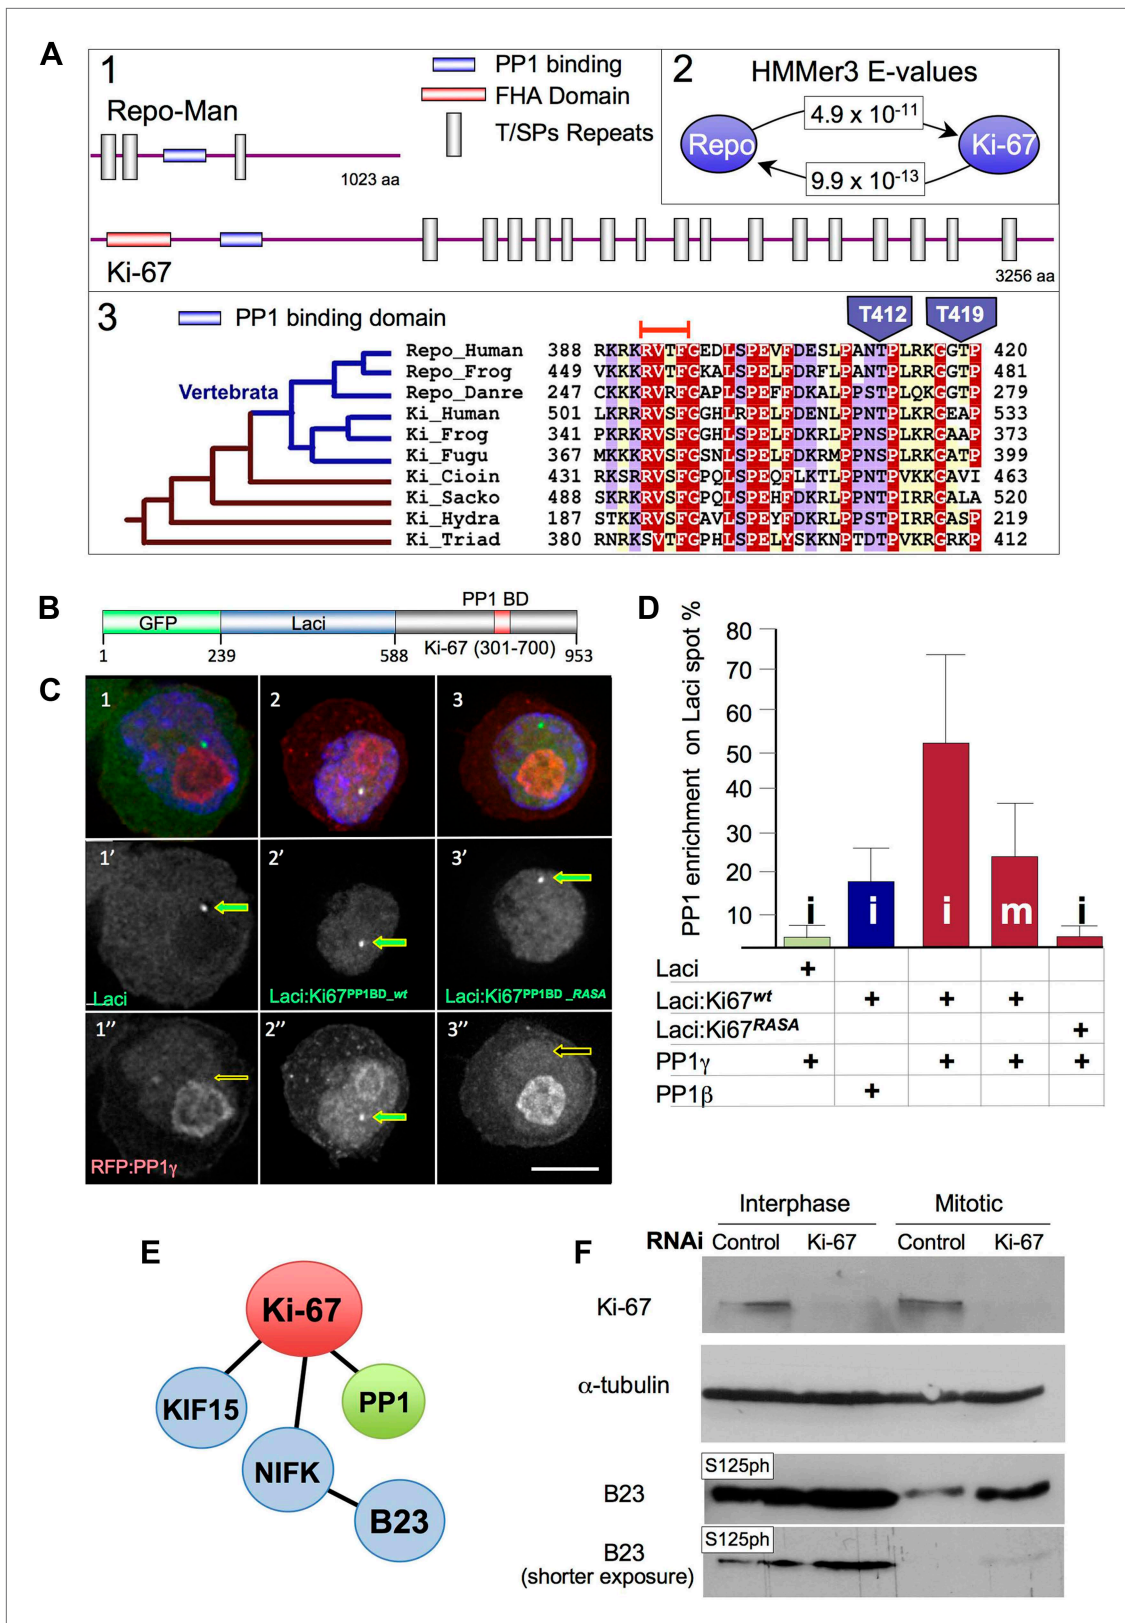 A
1
Repo-Man
PP1 binding
FHA Domain
T/SPs Repeats
1023 aa
2
HMMer3 E-values
4.9 x 10-11
Repo
Ki-67
9.9 x 10-13
Ki-67
3256 aa
3
PP1 binding domain
T412
T419
Vertebrata
Repo_Human 388 RKRKRVTFGEDLSPEVFDESLPANTPLRKGGTP 420
Repo_Frog 449 VKKKRVTFGKALSPELFDRFLPANTPLRRGGTP 481
Repo_Danre 247 CKKKRVRFGAPLSPEFFDKALPPSTPLQKGGTP 279
Ki_Human 501 LKRRRVSFGGHLRPELFDENLPPNTPLKRGEAP 533
Ki_Frog 341 PKRKRVSFGGHLSPELFDKRLPPNSPLKRGAAP 373
Ki_Fugu 367 MKKKRVSFGSNLSPELFDKRMPPNSPLKRGATP 399
Ki_Cioin 431 RKSRRVSFGPQLSPEQFLKTLPPNTPVKKGAVI 463
Ki_Sacko 488 SKRKRVSFGPQLSPEHFDKRLPPNTPIRRGALA 520
Ki_Hydra 187 STKKRVSFGAVLSPEYFDKRLPPSTPIRRGASP 219
Ki_Triad 380 RNRKSVTFGPHLSPELYSKKNPTDTPVKRGRKP 412
B
PP1 BD
GFP
Laci
Ki-67 (301-700)
1 239 588 953
C
1 2 3
1' 2' 3'
Laci
Laci:Ki67PP1BD_wt
Laci:Ki67PP1BD_RASA
1'' 2'' 3''
RFP:PP1γ
D
PP1 enrichment on Laci spot %
80
70
60
50
40
30
20
10
i i i m i
Laci +
Laci:Ki67wt + + +
Laci:Ki67RASA +
PP1γ + + + +
PP1β +
E
Ki-67
KIF15
PP1
NIFK
B23
F
Interphase Mitotic
RNAi Control Ki-67 Control Ki-67
Ki-67
α-tubulin
S125ph
B23
S125ph
B23
(shorter exposure)